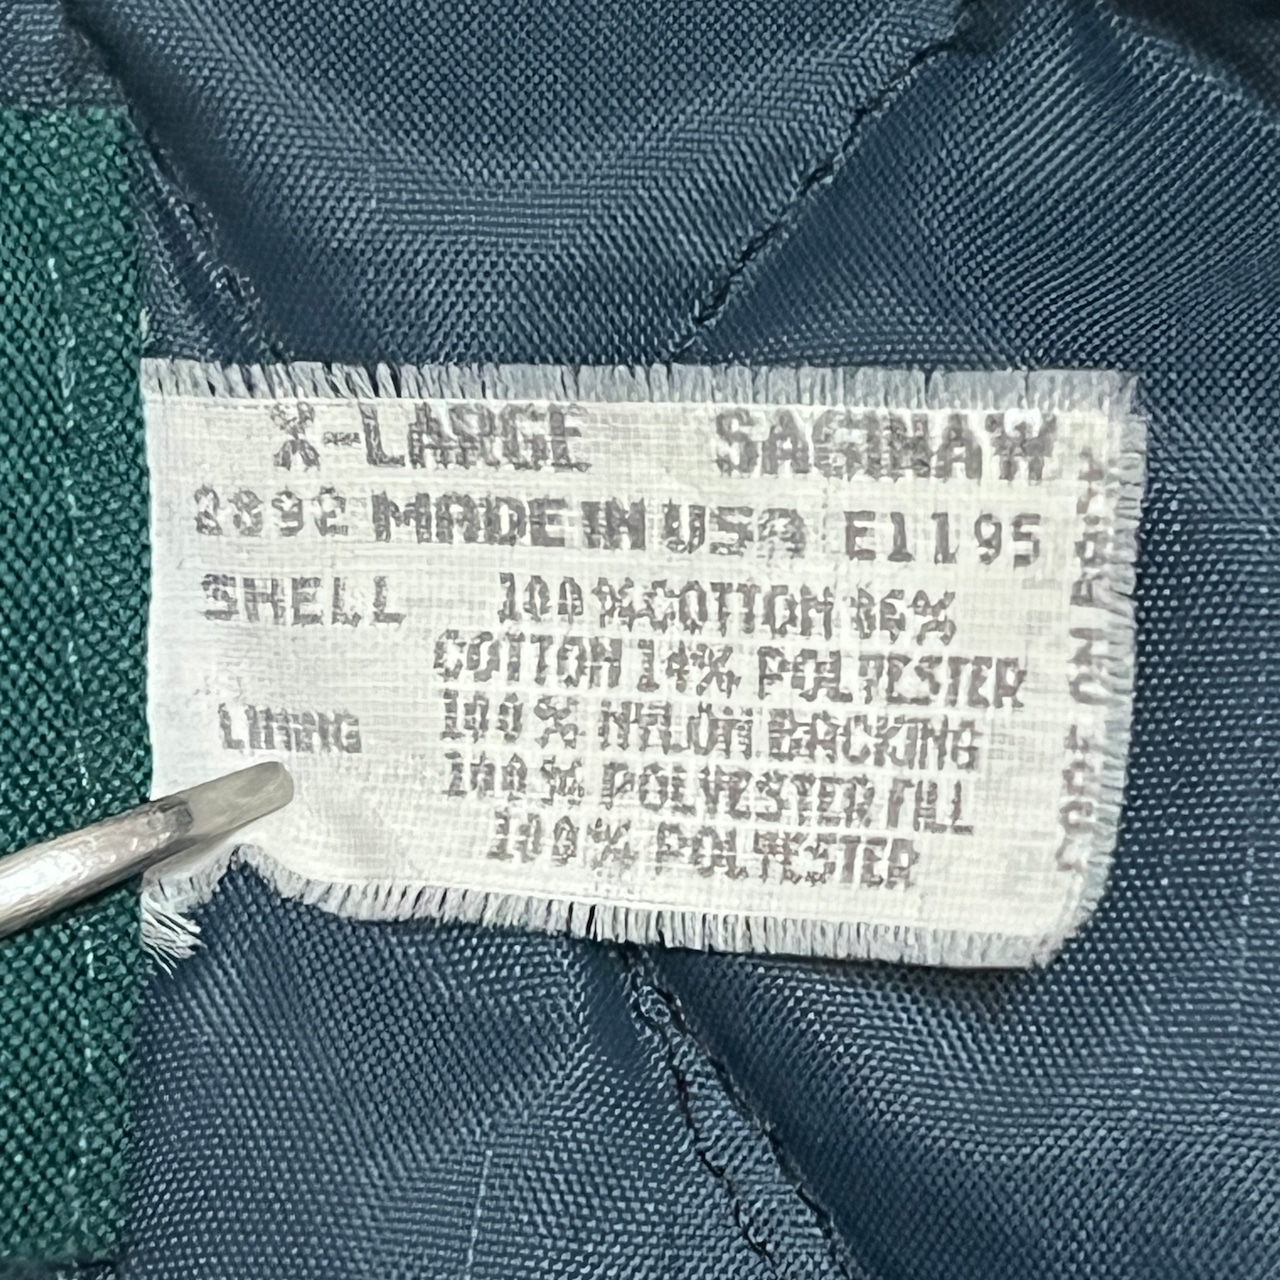 X-LARGE SAGINAW
2892 MADE IN USA E1195
SHELL 100% COTTON 86%
COTTON 14% POLYESTER
LINING 100% NYLON BACKING
100% POLYESTER FILL
100% POLYESTER